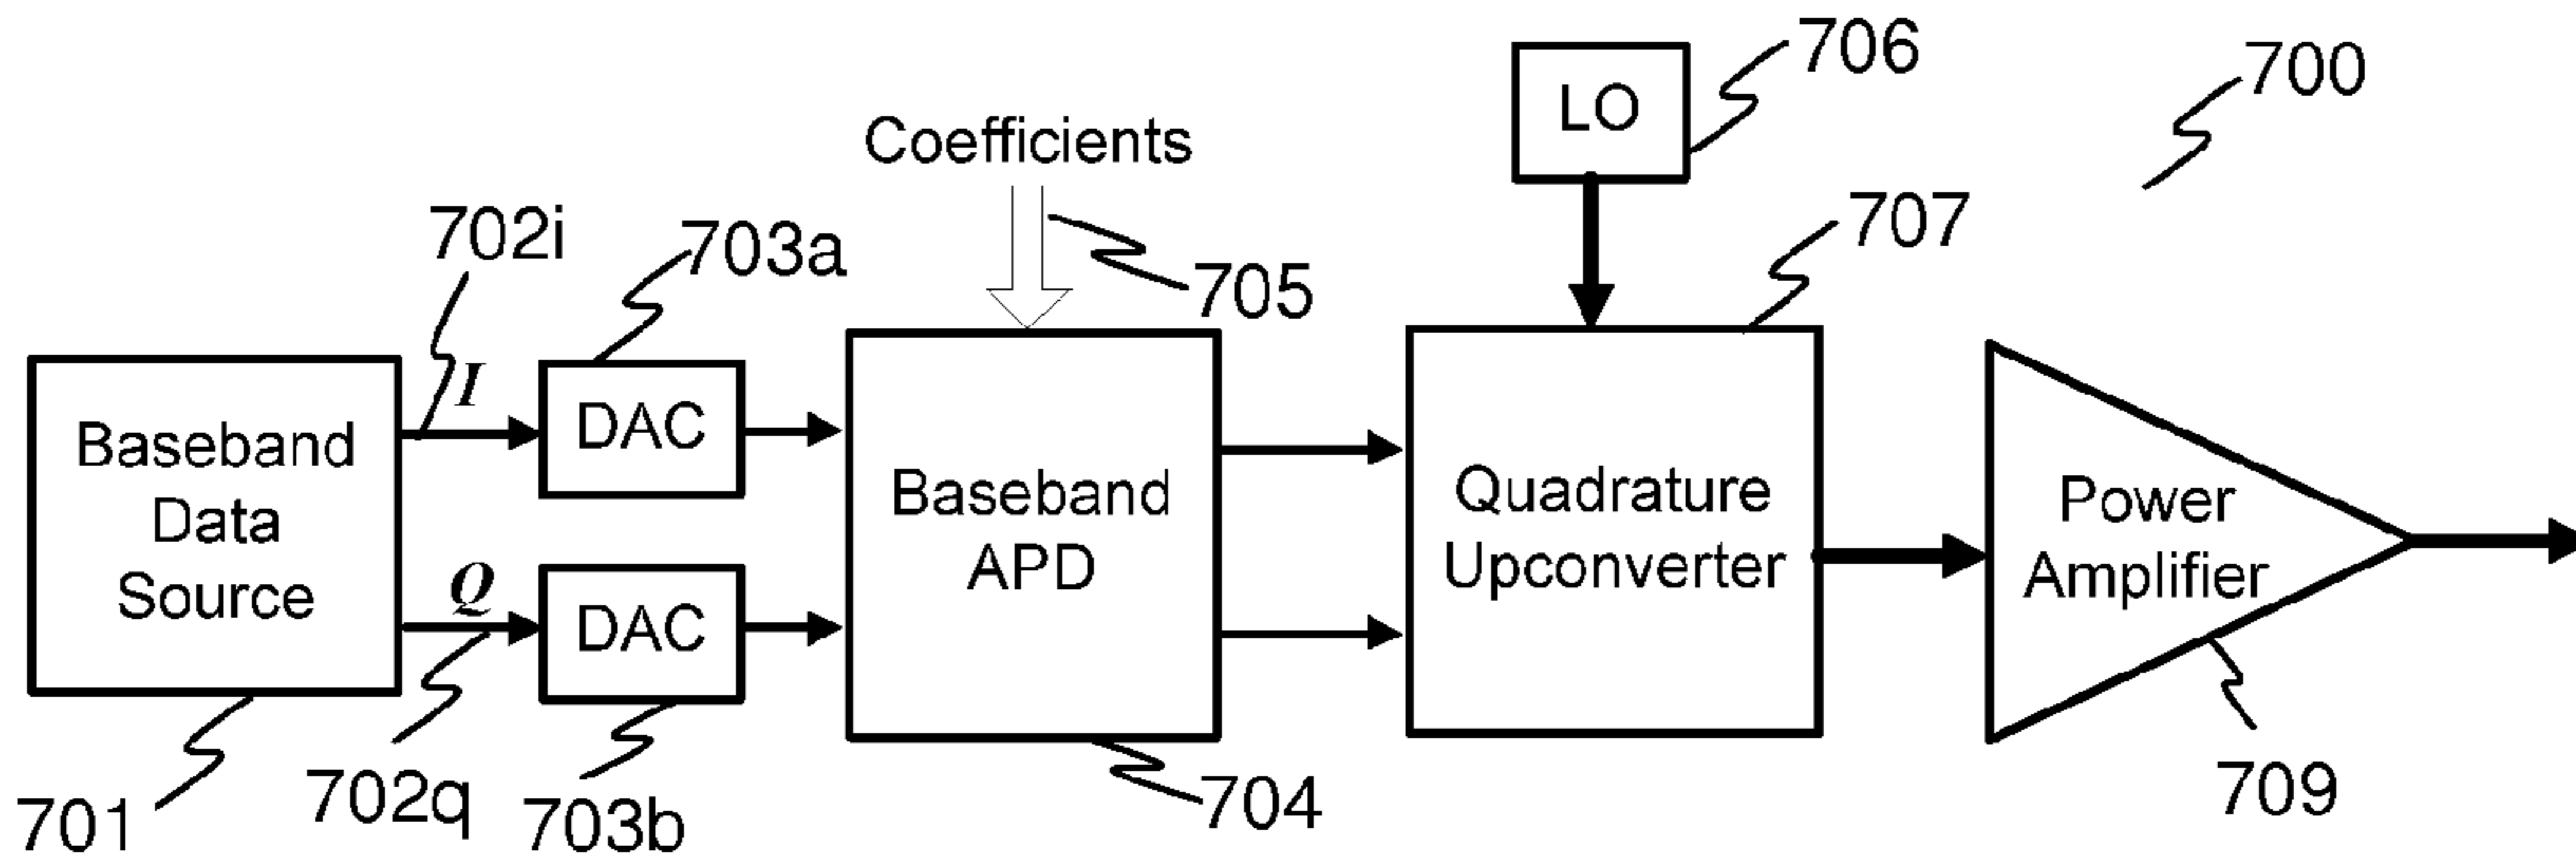 706
700
LO
Coefficients
702i
703a
705
707
I
DAC
Baseband
Data
Source
Baseband
APD
Quadrature
Upconverter
Power
Amplifier
Q
DAC
701
702q
703b
704
709